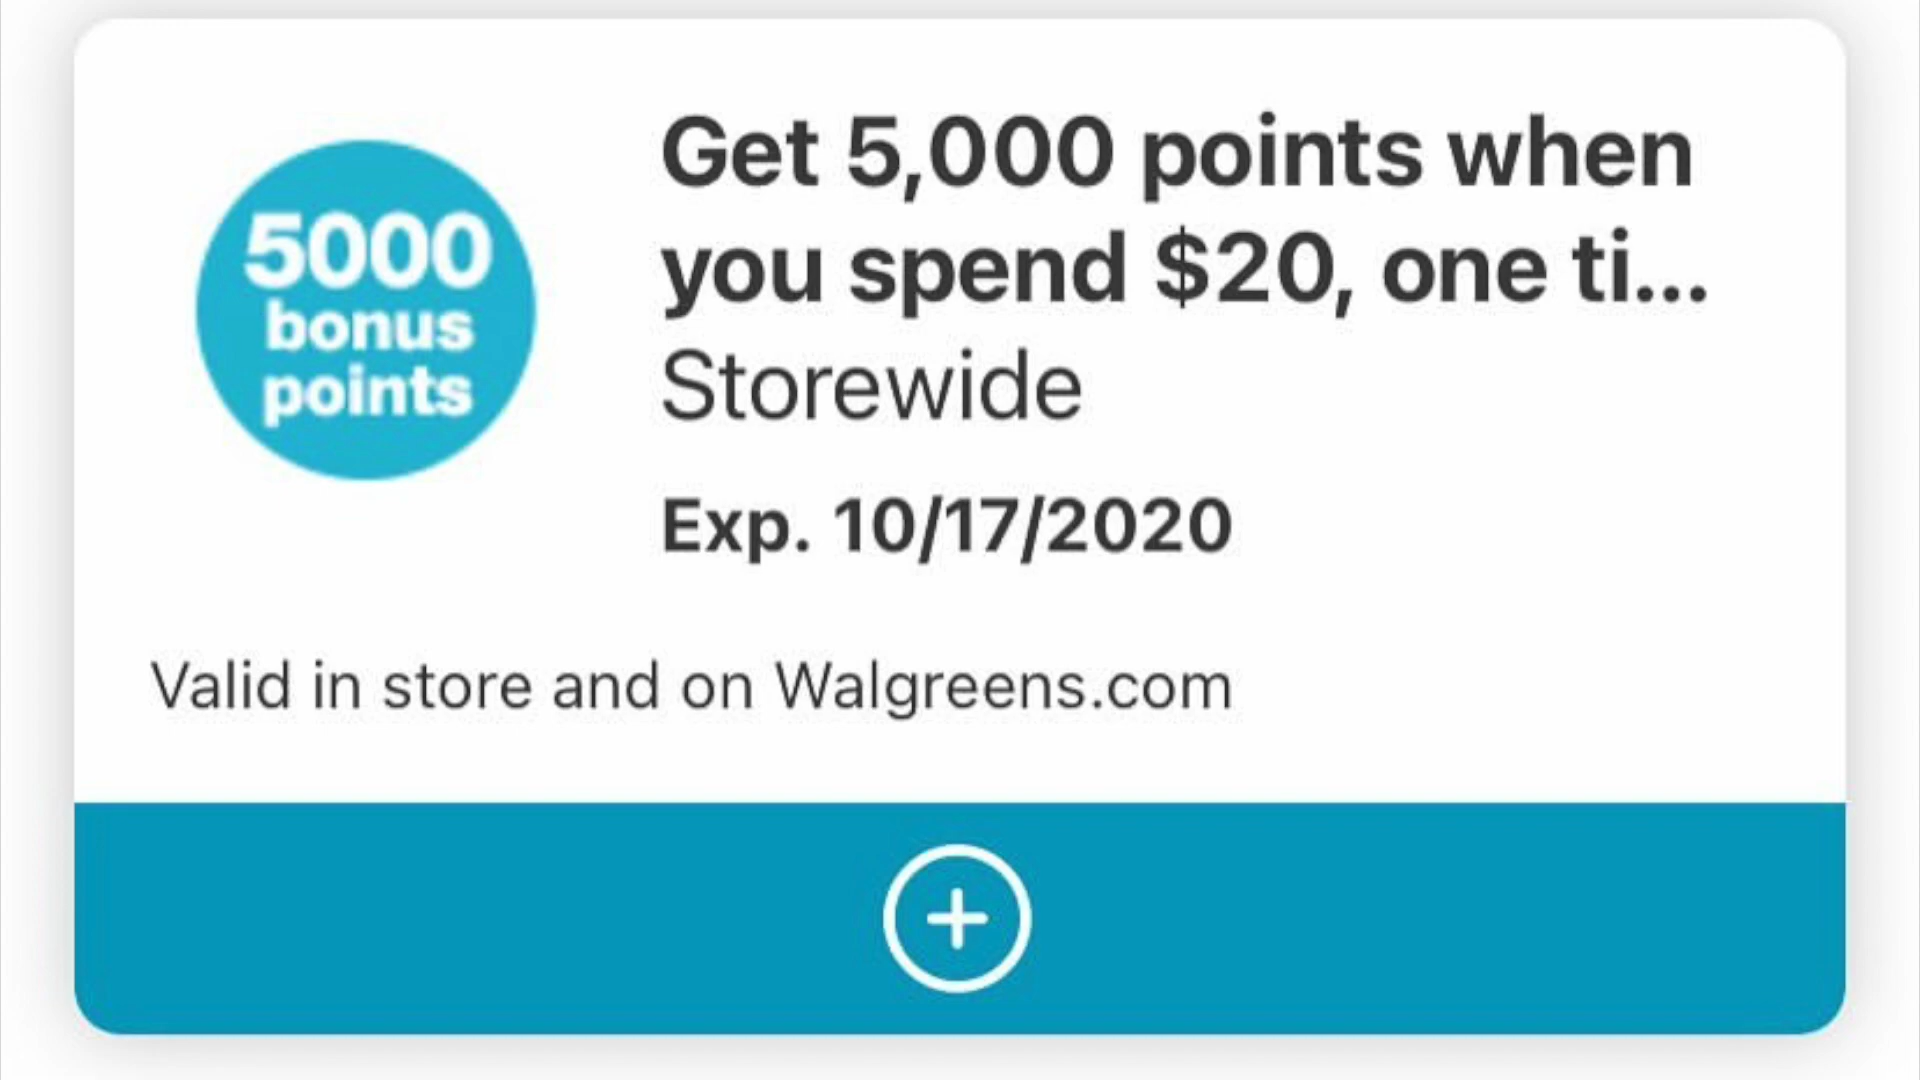 5000
bonus
points
Get 5,000 points when
you spend $20, one ti...
Storewide
Exp. 10/17/2020
Valid in store and on Walgreens.com